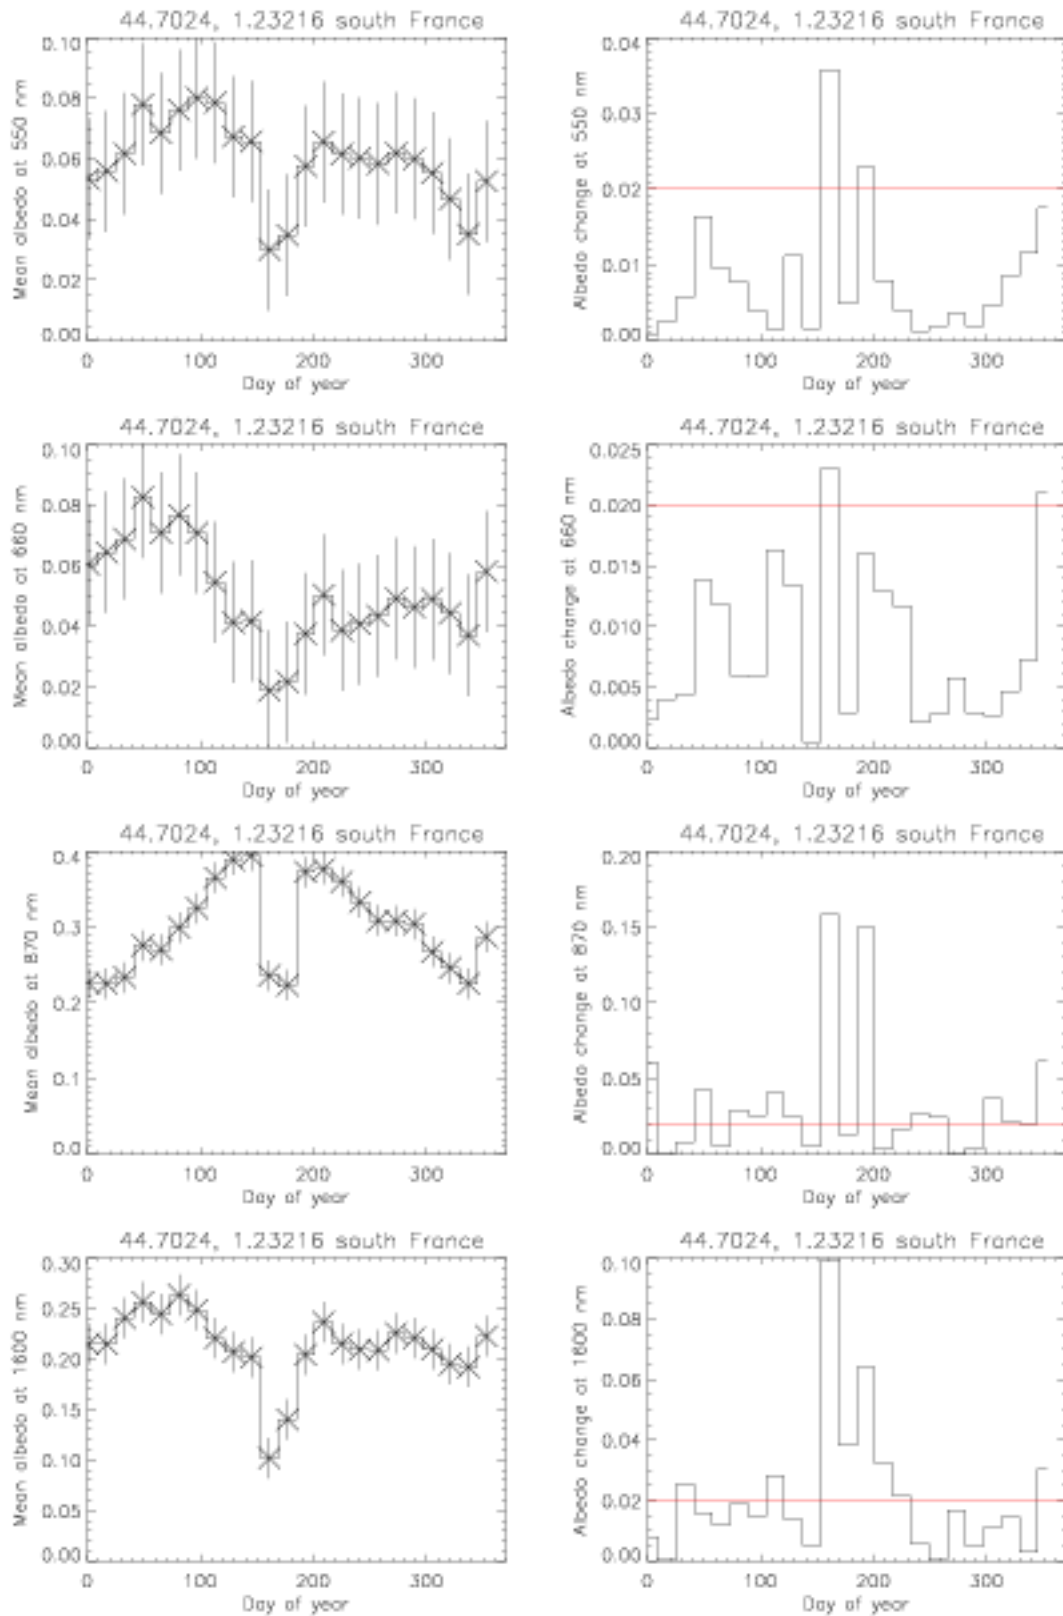 44.7024, 1.23216 south France
Mean albedo at 550 nm
0.10
0.08
0.06
0.04
0.02
0.00
0 100 200 300
Day of year
44.7024, 1.23216 south France
Albedo change at 550 nm
0.04
0.03
0.02
0.01
0.00
0 100 200 300
Day of year
44.7024, 1.23216 south France
Mean albedo at 660 nm
0.10
0.08
0.06
0.04
0.02
0.00
0 100 200 300
Day of year
44.7024, 1.23216 south France
Albedo change at 660 nm
0.025
0.020
0.015
0.010
0.005
0.000
0 100 200 300
Day of year
44.7024, 1.23216 south France
Mean albedo at 870 nm
0.4
0.3
0.2
0.1
0.0
0 100 200 300
Day of year
44.7024, 1.23216 south France
Albedo change at 870 nm
0.20
0.15
0.10
0.05
0.00
0 100 200 300
Day of year
44.7024, 1.23216 south France
Mean albedo at 1600 nm
0.30
0.25
0.20
0.15
0.10
0.05
0.00
0 100 200 300
Day of year
44.7024, 1.23216 south France
Albedo change at 1600 nm
0.10
0.08
0.06
0.04
0.02
0.00
0 100 200 300
Day of year